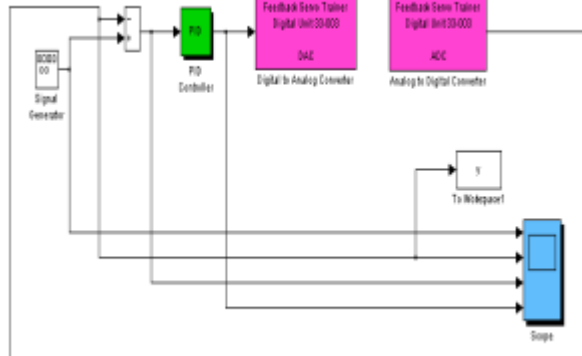 Feedback Servo Trainer
Digital Unit 33-003
DAC
Digital to Analog Converter
Feedback Servo Trainer
Digital Unit 33-003
ADC
Analog to Digital Converter
PID
PID
Controller
Signal
Generator
y
To Workspace1
Scope